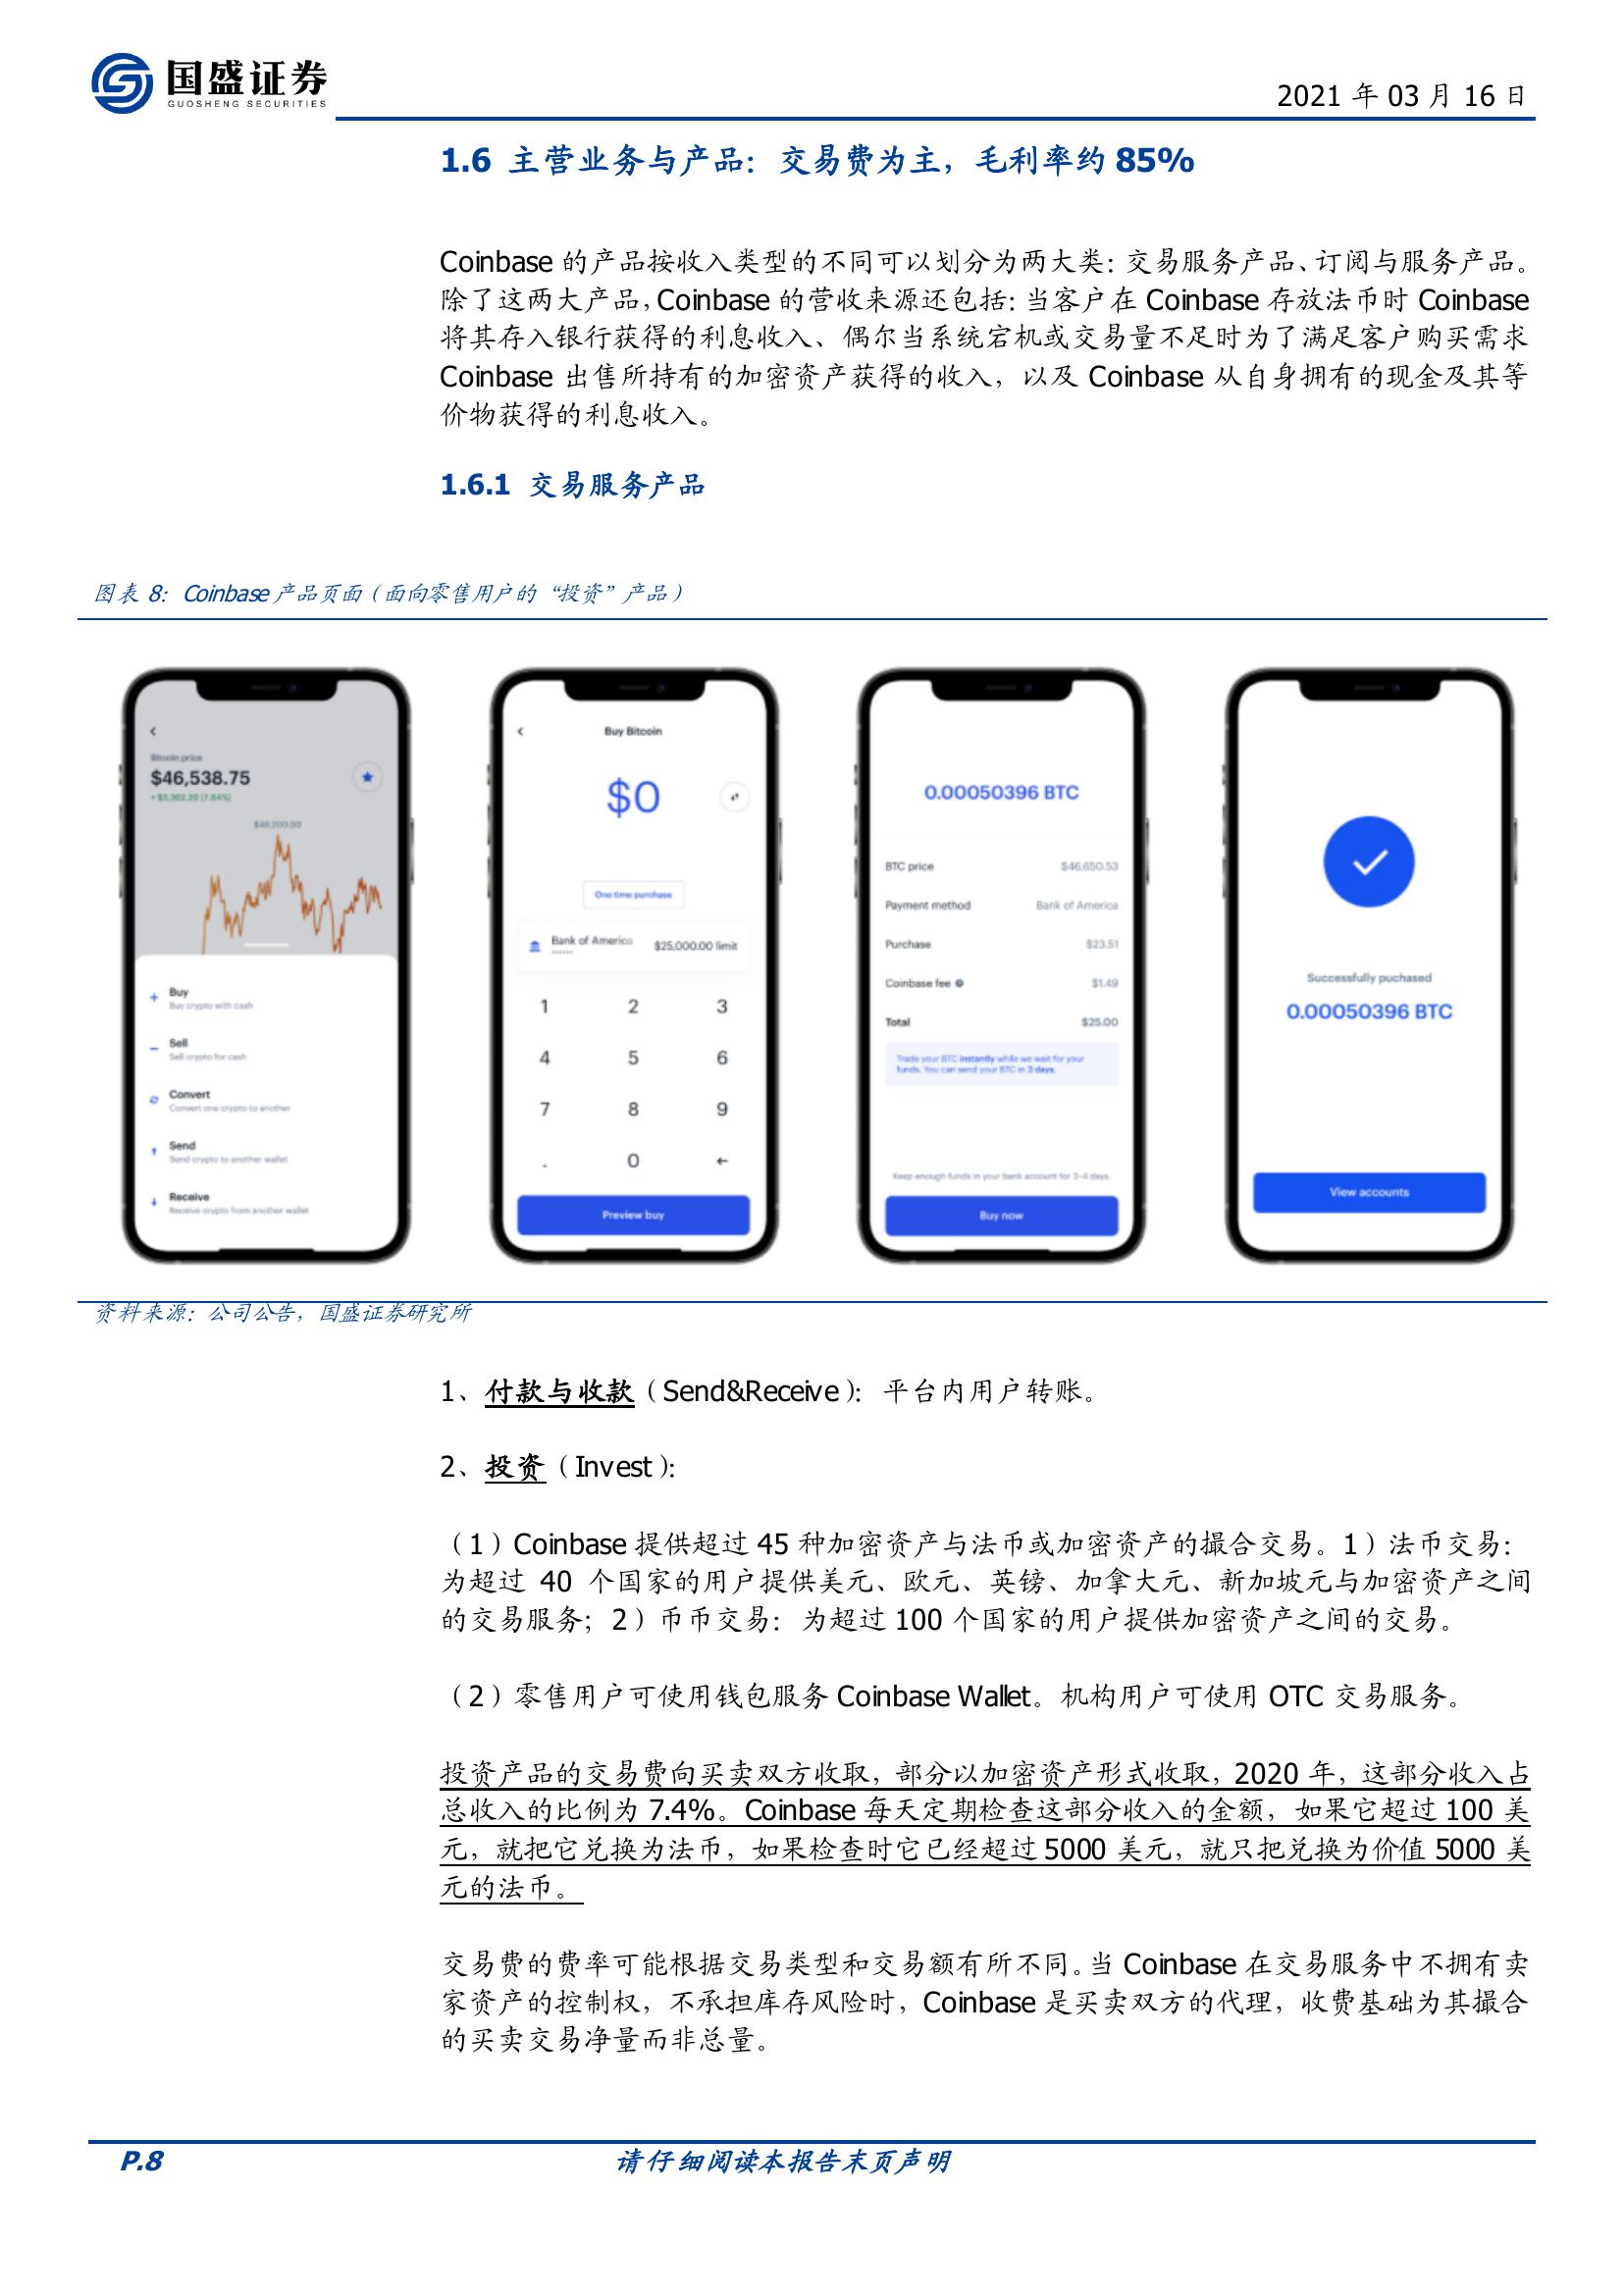 国盛证券
GUOSHENG SECURITIES
2021 年 03 月 16 日
1.6 主营业务与产品：交易费为主，毛利率约 85%
Coinbase 的产品按收入类型的不同可以划分为两大类：交易服务产品、订阅与服务产品。
除了这两大产品，Coinbase 的营收来源还包括：当客户在 Coinbase 存放法币时 Coinbase
将其存入银行获得的利息收入、偶尔当系统宕机或交易量不足时为了满足客户购买需求
Coinbase 出售所持有的加密资产获得的收入，以及 Coinbase 从自身拥有的现金及其等
价物获得的利息收入。
1.6.1 交易服务产品
图表 8：Coinbase 产品页面（面向零售用户的“投资”产品）
Bitcoin price
$46,538.75
+ $3,302.20 (7.64%)
$48,200.00
Buy
Buy crypto with cash
Sell
Sell crypto for cash
Convert
Convert one crypto to another
Send
Send crypto to another wallet
Receive
Receive crypto from another wallet
Buy Bitcoin
$0
One time purchase
Bank of America
$25,000.00 limit
1 2 3
4 5 6
7 8 9
. 0 ←
Preview buy
0.00050396 BTC
BTC price $46,650.53
Payment method Bank of America
Purchase $23.51
Coinbase fee $1.49
Total $25.00
Trade your BTC instantly while we wait for your
funds. You can send your BTC in 3 days.
Keep enough funds in your bank account for 3-4 days.
Buy now
Successfully puchased
0.00050396 BTC
View accounts
资料来源：公司公告，国盛证券研究所
1、付款与收款（Send&Receive）：平台内用户转账。
2、投资（Invest）：
（1）Coinbase 提供超过 45 种加密资产与法币或加密资产的撮合交易。1）法币交易：
为超过 40 个国家的用户提供美元、欧元、英镑、加拿大元、新加坡元与加密资产之间
的交易服务；2）币币交易：为超过 100 个国家的用户提供加密资产之间的交易。
（2）零售用户可使用钱包服务 Coinbase Wallet。机构用户可使用 OTC 交易服务。
投资产品的交易费向买卖双方收取，部分以加密资产形式收取，2020 年，这部分收入占
总收入的比例为 7.4%。Coinbase 每天定期检查这部分收入的金额，如果它超过 100 美
元，就把它兑换为法币，如果检查时它已经超过 5000 美元，就只把兑换为价值 5000 美
元的法币。
交易费的费率可能根据交易类型和交易额有所不同。当 Coinbase 在交易服务中不拥有卖
家资产的控制权，不承担库存风险时，Coinbase 是买卖双方的代理，收费基础为其撮合
的买卖交易净量而非总量。
P.8
请仔细阅读本报告末页声明